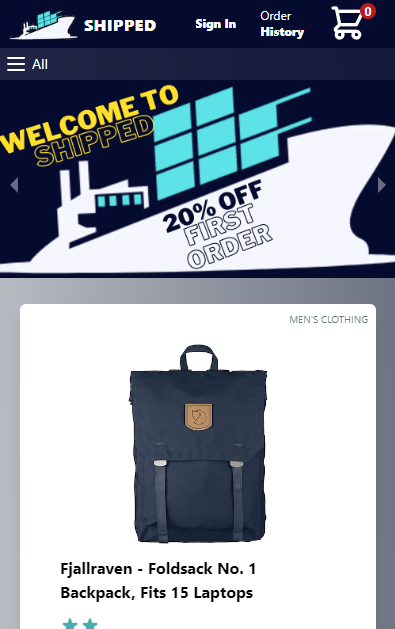 SHIPPED
Sign In
Order
History
0
All
WELCOME TO
SHIPPED
20% OFF
FIRST
ORDER
MEN'S CLOTHING
Fjallraven - Foldsack No. 1
Backpack, Fits 15 Laptops